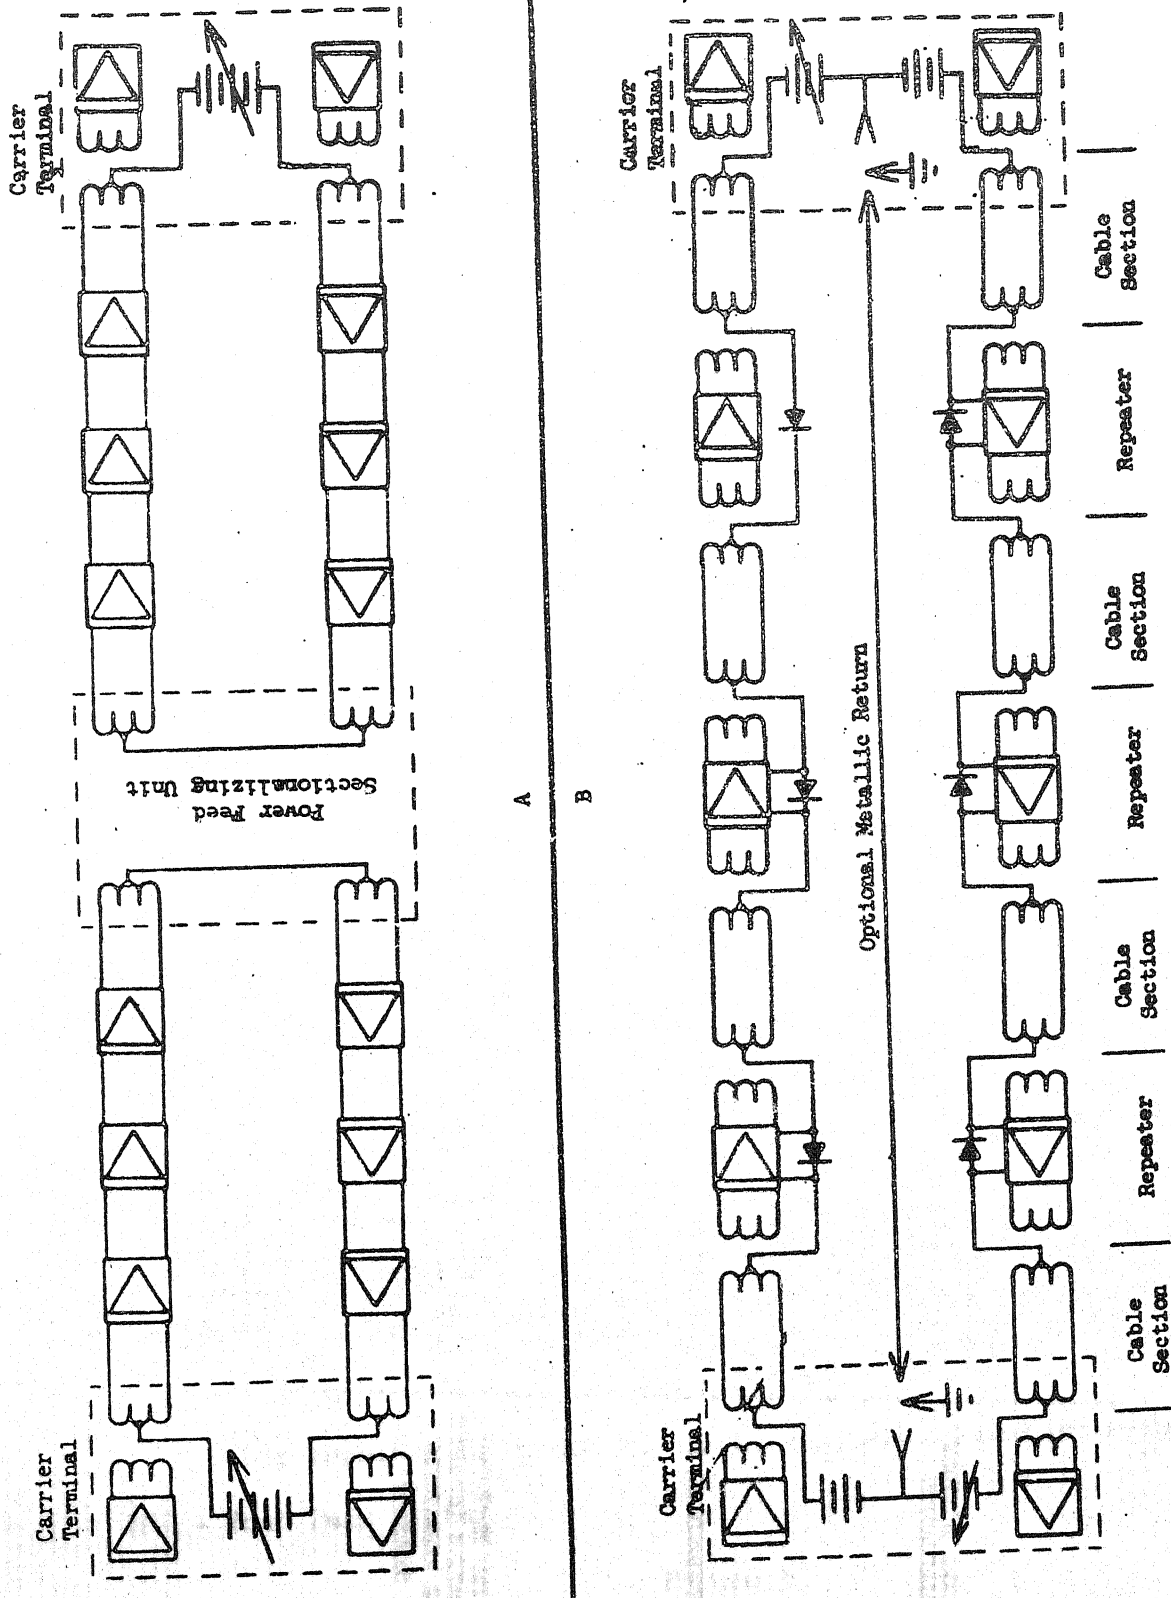 Carrier
Terminal
Power Feed
Sectionalizing Unit
Carrier
Terminal
A
B
Carrier
Terminal
Optional Metallic Return
Carrier
Terminal
Cable
Section
Repeater
Cable
Section
Repeater
Cable
Section
Repeater
Cable
Section